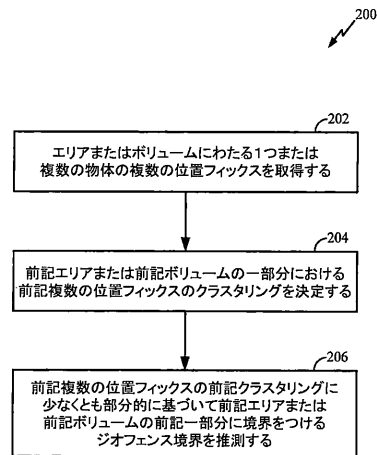 200
202
エリアまたはボリュームにわたる1つまたは
複数の物体の複数の位置フィックスを取得する
204
前記エリアまたは前記ボリュームの一部分における
前記複数の位置フィックスのクラスタリングを決定する
206
前記複数の位置フィックスの前記クラスタリングに
少なくとも部分的に基づいて前記エリアまたは
前記ボリュームの前記一部分に境界をつける
ジオフェンス境界を推測する